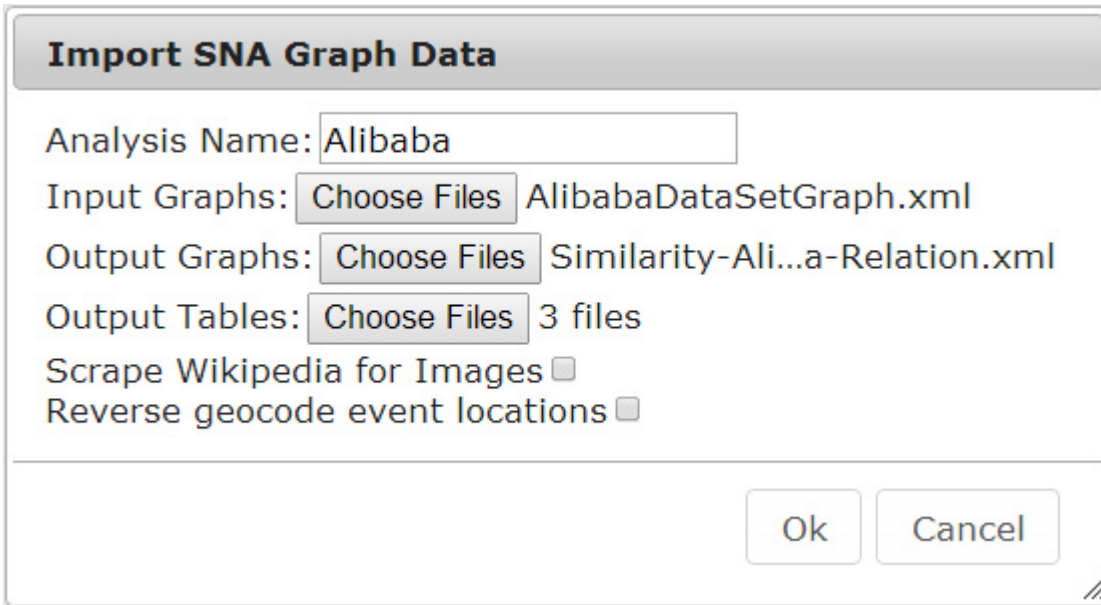 Import SNA Graph Data
Analysis Name: Alibaba
Input Graphs: Choose Files AlibabaDataSetGraph.xml
Output Graphs: Choose Files Similarity-Ali...a-Relation.xml
Output Tables: Choose Files 3 files
Scrape Wikipedia for Images
Reverse geocode event locations
Ok Cancel